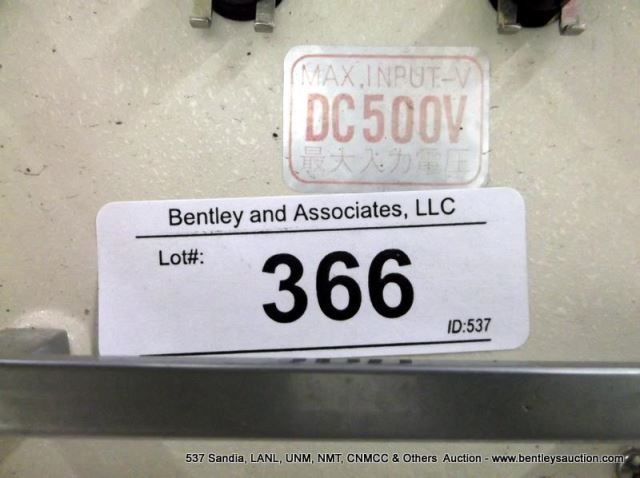 MAX. INPUT-V
DC500V
最大入力電圧
Bentley and Associates, LLC
Lot#:
366
ID:537
537 Sandia, LANL, UNM, NMT, CNMCC & Others Auction - www.bentleysauction.com